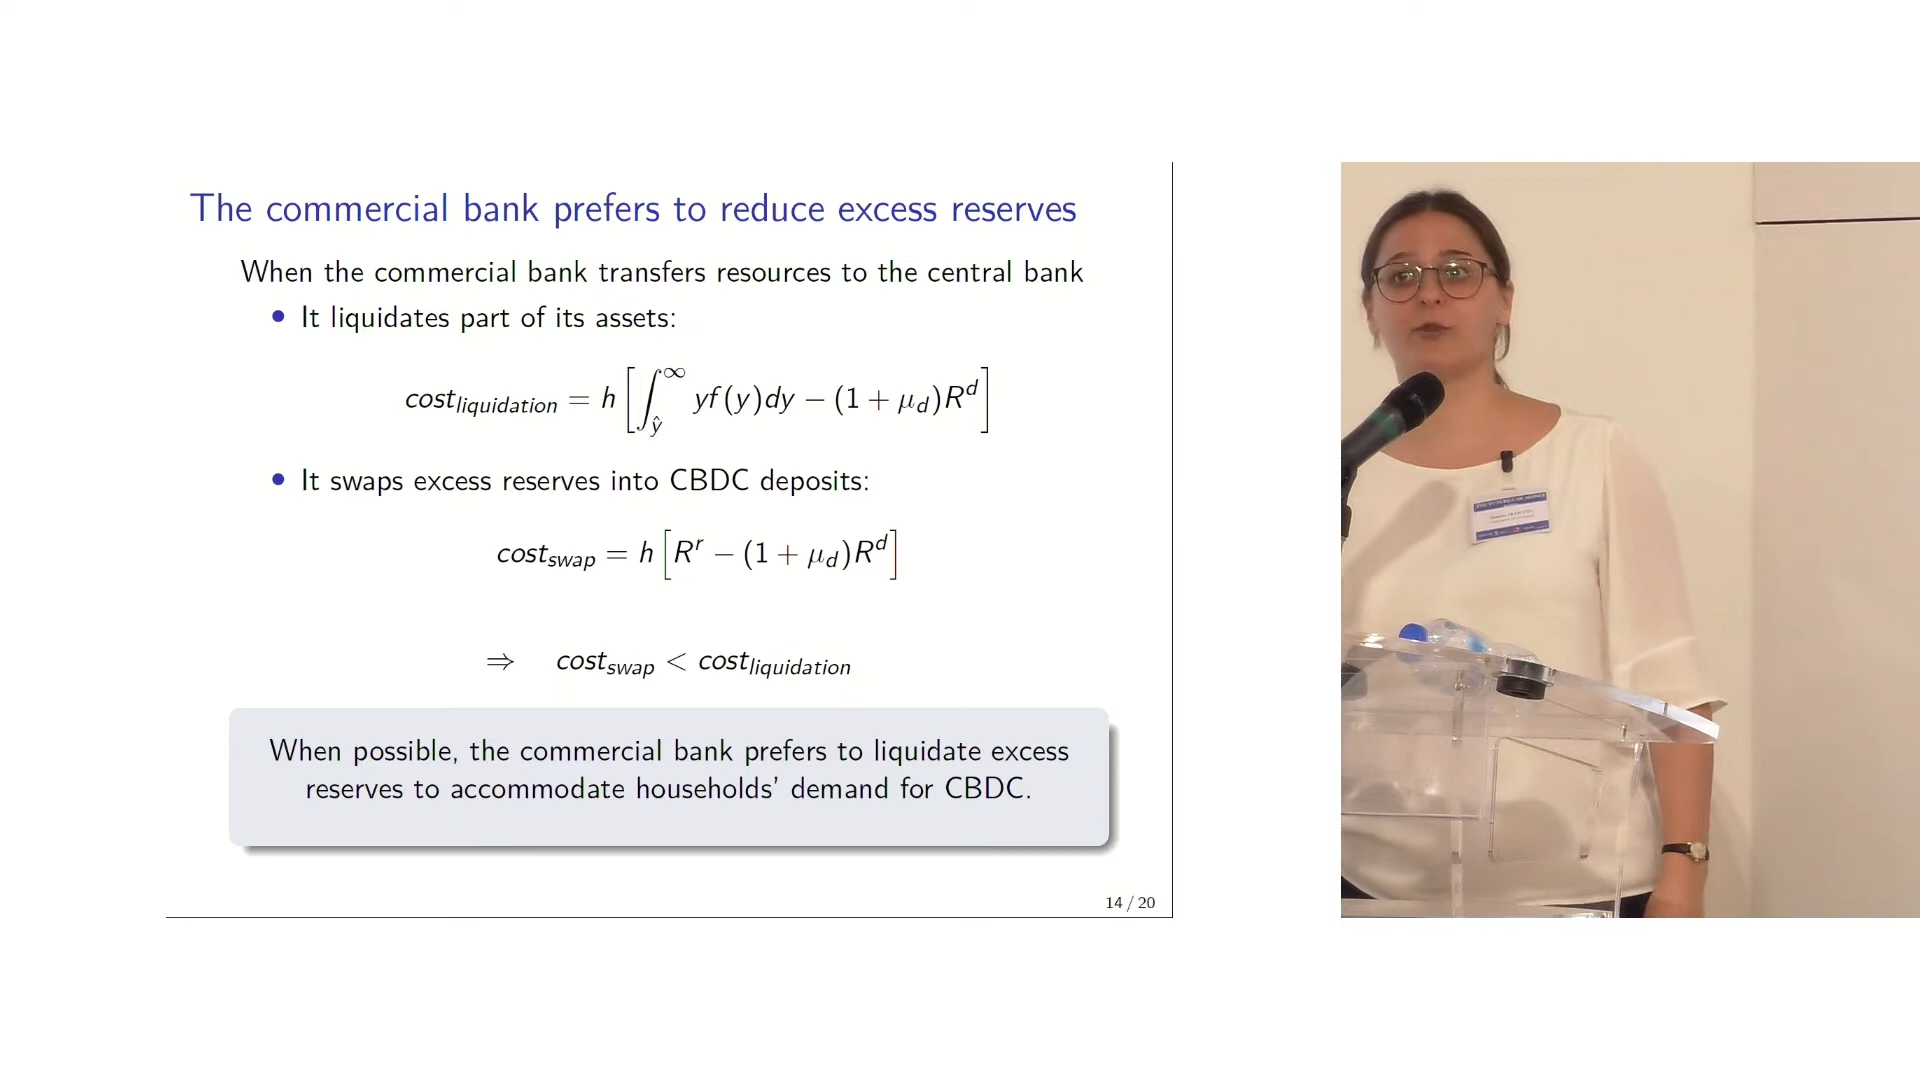 The commercial bank prefers to reduce excess reserves
When the commercial bank transfers resources to the central bank
• It liquidates part of its assets:
cost_liquidation = h [ ∫_ŷ^∞ yf(y)dy − (1 + μ_d)R^d ]
• It swaps excess reserves into CBDC deposits:
cost_swap = h [ R^r − (1 + μ_d)R^d ]
⇒ cost_swap < cost_liquidation
When possible, the commercial bank prefers to liquidate excess
reserves to accommodate households' demand for CBDC.
14 / 20